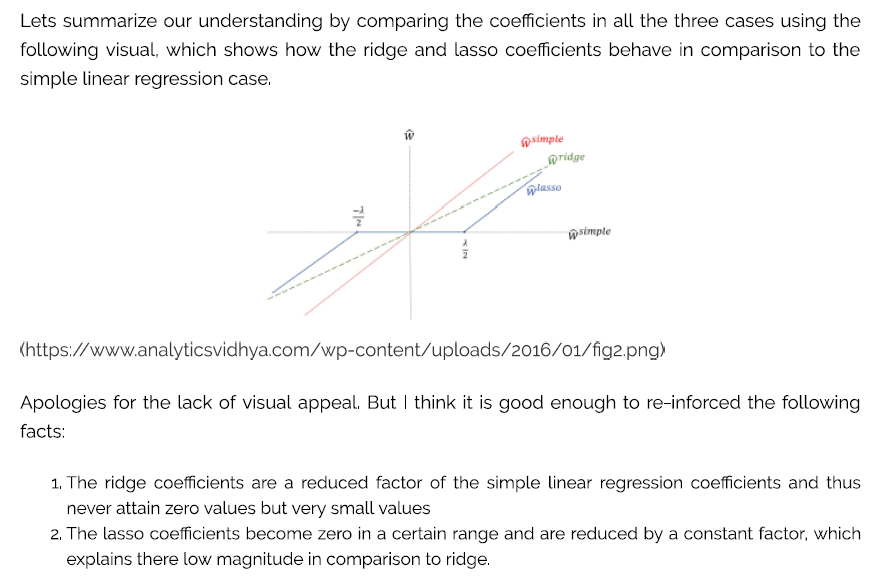 Lets summarize our understanding by comparing the coefficients in all the three cases using the
following visual, which shows how the ridge and lasso coefficients behave in comparison to the
simple linear regression case.
ŵ
ŵsimple
ŵridge
ŵlasso
-λ/2
ŵsimple
λ/2
(https://www.analyticsvidhya.com/wp-content/uploads/2016/01/fig2.png)
Apologies for the lack of visual appeal. But I think it is good enough to re-inforced the following
facts:
1. The ridge coefficients are a reduced factor of the simple linear regression coefficients and thus
never attain zero values but very small values
2. The lasso coefficients become zero in a certain range and are reduced by a constant factor, which
explains there low magnitude in comparison to ridge.